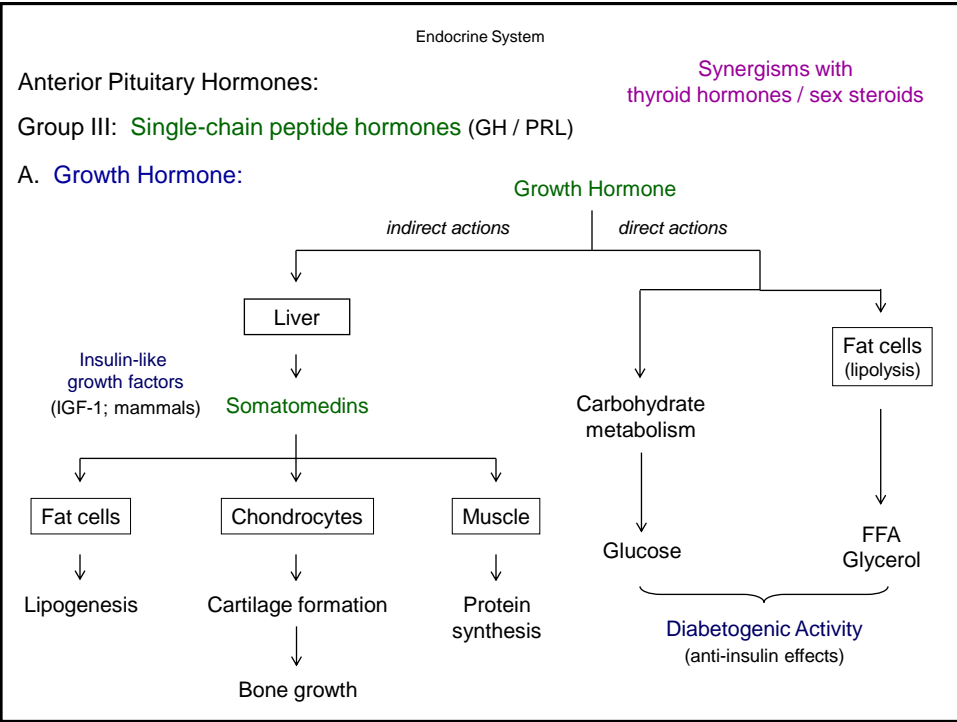 Endocrine System
Anterior Pituitary Hormones:
Synergisms with
thyroid hormones / sex steroids
Group III: Single-chain peptide hormones (GH / PRL)
A. Growth Hormone:
Growth Hormone
indirect actions
direct actions
Liver
Fat cells
(lipolysis)
Insulin-like
growth factors
(IGF-1; mammals)
Somatomedins
Carbohydrate
metabolism
Fat cells
Chondrocytes
Muscle
Glucose
FFA
Glycerol
Lipogenesis
Cartilage formation
Protein
synthesis
Diabetogenic Activity
(anti-insulin effects)
Bone growth